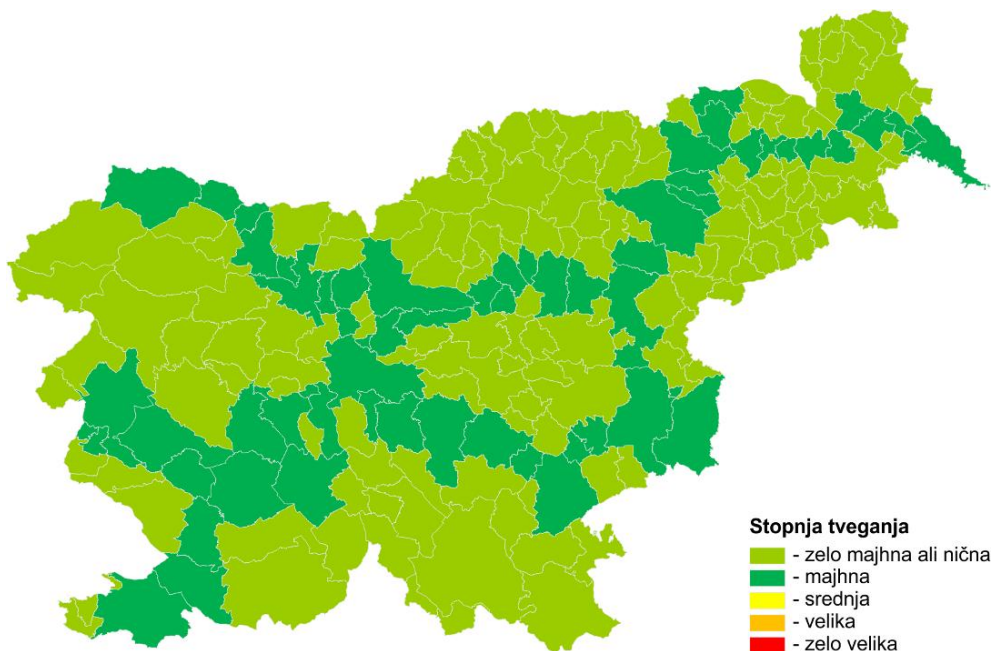 Stopnja tveganja
- zelo majhna ali nična
- majhna
- srednja
- velika
- zelo velika